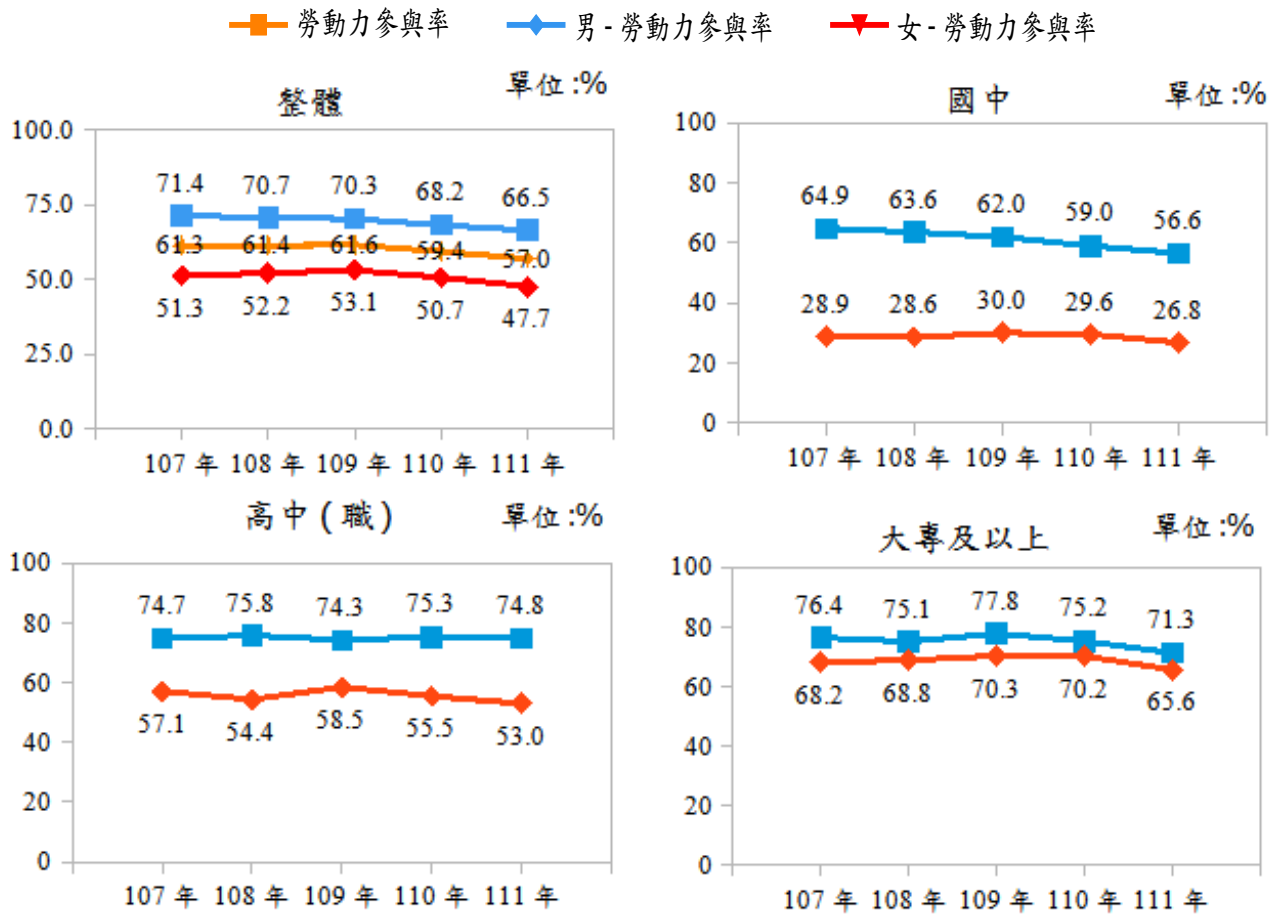 勞動力參與率 男-勞動力參與率 女-勞動力參與率
整體 單位:%
100.0
75.0
50.0
25.0
0.0
71.4 70.7 70.3 68.2 66.5
61.3 61.4 61.6 59.4 57.0
51.3 52.2 53.1 50.7 47.7
107年 108年 109年 110年 111年
國中 單位:%
100
80
60
40
20
0
64.9 63.6 62.0 59.0 56.6
28.9 28.6 30.0 29.6 26.8
107年 108年 109年 110年 111年
高中(職) 單位:%
100
80
60
40
20
0
74.7 75.8 74.3 75.3 74.8
57.1 54.4 58.5 55.5 53.0
107年 108年 109年 110年 111年
大專及以上 單位:%
100
80
60
40
20
0
76.4 75.1 77.8 75.2 71.3
68.2 68.8 70.3 70.2 65.6
107年 108年 109年 110年 111年